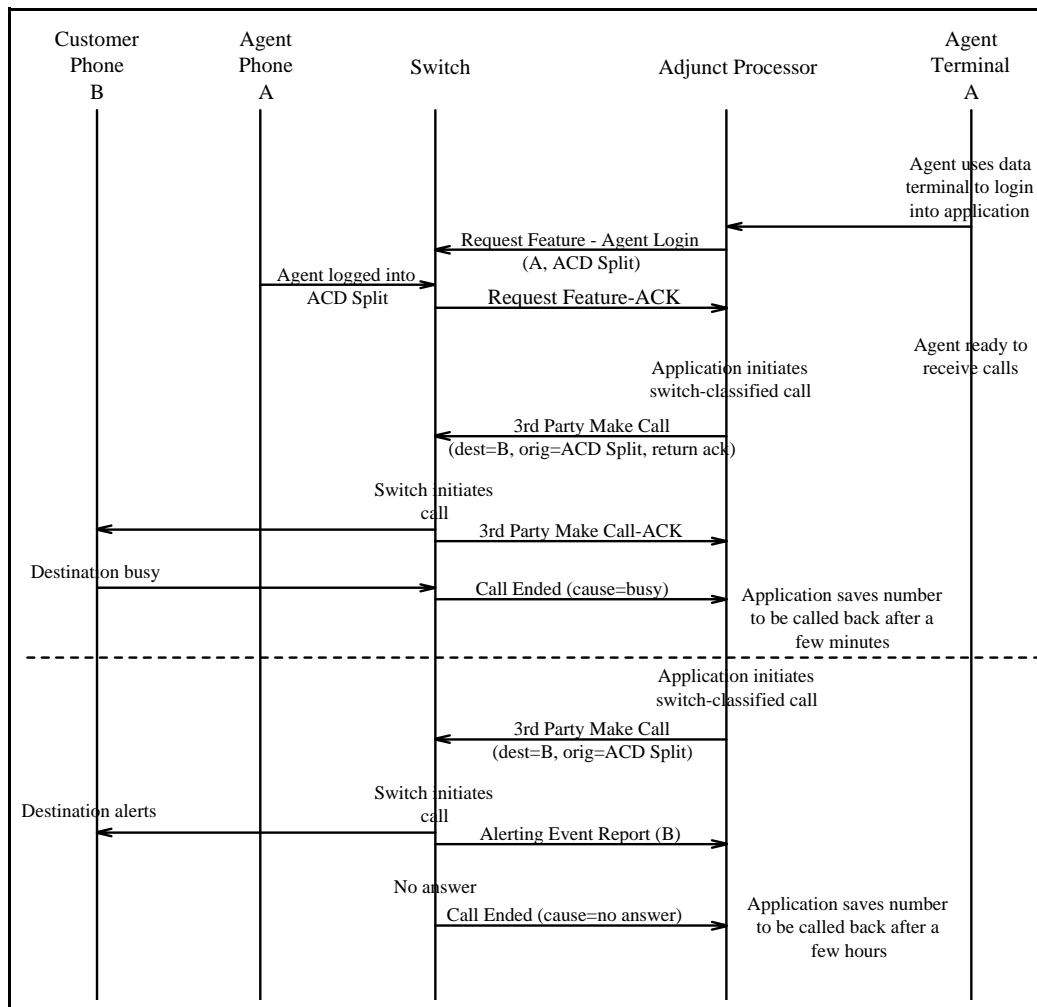 Customer
Phone
B
Agent
Phone
A
Switch
Adjunct Processor
Agent
Terminal
A
Agent uses data
terminal to login
into application
Request Feature - Agent Login
(A, ACD Split)
Agent logged into
ACD Split
Request Feature-ACK
Agent ready to
receive calls
Application initiates
switch-classified call
3rd Party Make Call
(dest=B, orig=ACD Split, return ack)
Switch initiates
call
3rd Party Make Call-ACK
Destination busy
Call Ended (cause=busy)
Application saves number
to be called back after a
few minutes
Application initiates
switch-classified call
3rd Party Make Call
(dest=B, orig=ACD Split)
Destination alerts
Switch initiates
call
Alerting Event Report (B)
No answer
Call Ended (cause=no answer)
Application saves number
to be called back after a
few hours